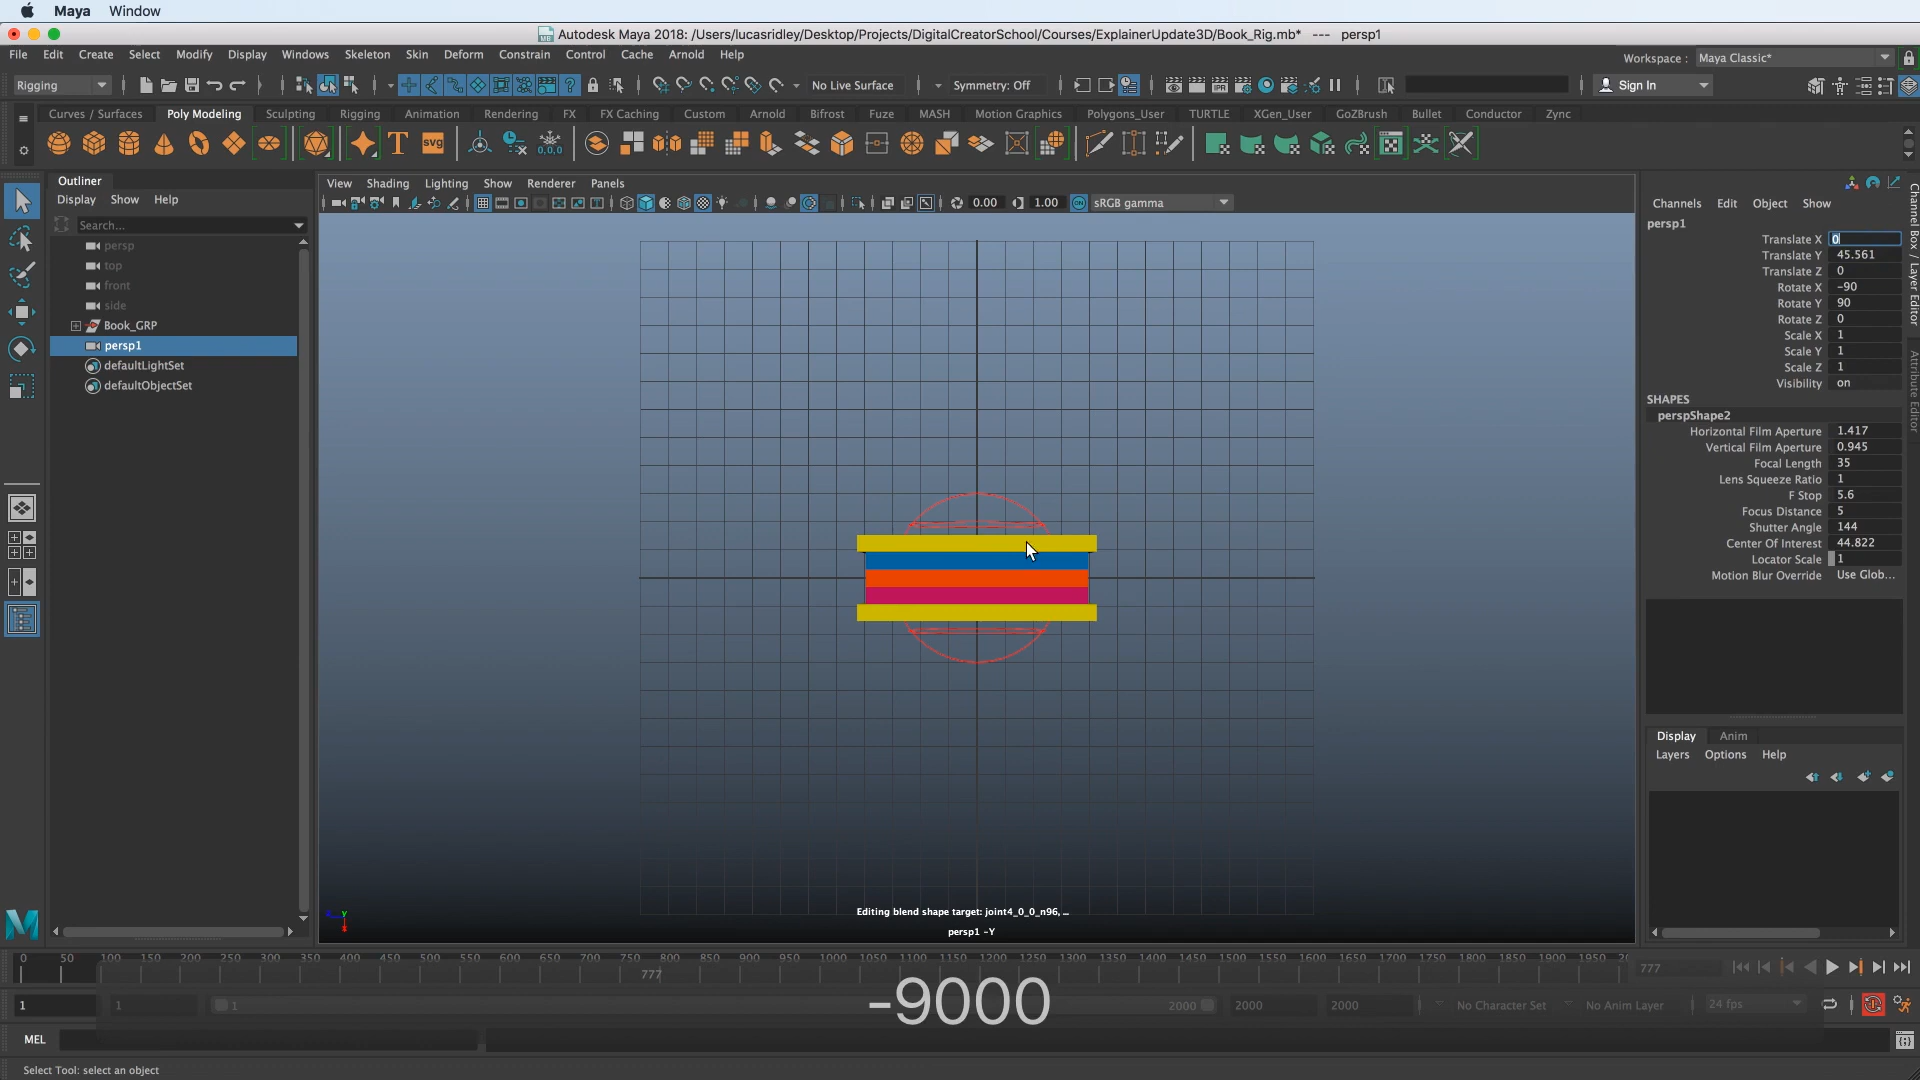 Maya Window
Autodesk Maya 2018: /Users/lucasridley/Desktop/Projects/DigitalCreatorSchool/Courses/ExplainerUpdate3D/Book_Rig.mb* --- persp1
File Edit Create Select Modify Display Windows Skeleton Skin Deform Constrain Control Cache Arnold Help
Workspace : Maya Classic*
Rigging No Live Surface Symmetry: Off Sign In
Curves / Surfaces Poly Modeling Sculpting Rigging Animation Rendering FX FX Caching Custom Arnold Bifrost Fuze MASH Motion Graphics Polygons_User TURTLE XGen_User GoZBrush Bullet Conductor Zync
T SVG 0,0,0
Outliner
Display Show Help
Search...
persp
top
front
side
Book_GRP
persp1
defaultLightSet
defaultObjectSet
View Shading Lighting Show Renderer Panels
0.00 1.00 ON sRGB gamma
Editing blend shape target: joint4_0_0_n96, ...
persp1 -Y
y
Channels Edit Object Show
persp1
Translate X 0
Translate Y 45.561
Translate Z 0
Rotate X -90
Rotate Y 90
Rotate Z 0
Scale X 1
Scale Y 1
Scale Z 1
Visibility on
SHAPES
perspShape2
Horizontal Film Aperture 1.417
Vertical Film Aperture 0.945
Focal Length 35
Lens Squeeze Ratio 1
F Stop 5.6
Focus Distance 5
Shutter Angle 144
Center Of Interest 44.822
Locator Scale 1
Motion Blur Override Use Glob...
Channel Box / Layer Editor
Attribute Editor
Display Anim
Layers Options Help
0 50 100 150 200 250 300 350 400 450 500 550 600 650 700 750 800 850 900 950 1000 1050 1100 1150 1200 1250 1300 1350 1400 1450 1500 1550 1600 1650 1700 1750 1800 1850 1900 1950 20
777 777
1 1 1 2000 2000 2000 No Character Set No Anim Layer 24 fps
-9000
MEL
Select Tool: select an object